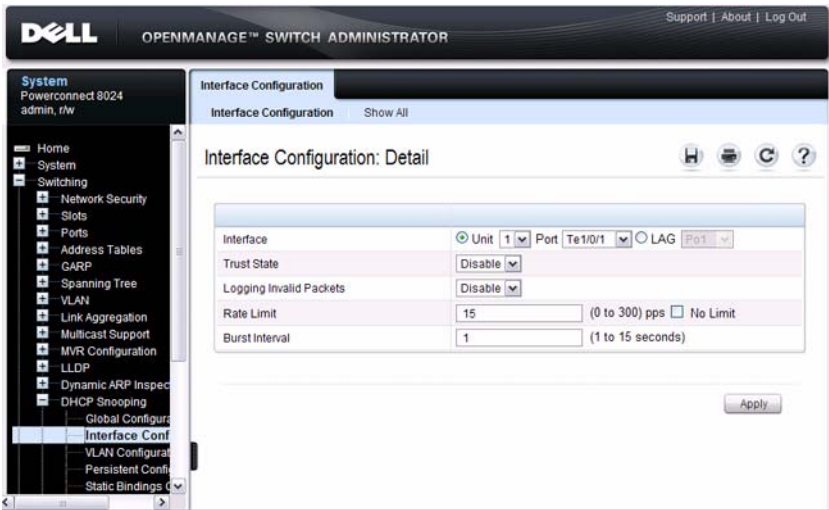 Support | About | Log Out
DELL
OPENMANAGE™ SWITCH ADMINISTRATOR
System
Powerconnect 8024
admin, r/w
Home
System
Switching
Network Security
Slots
Ports
Address Tables
GARP
Spanning Tree
VLAN
Link Aggregation
Multicast Support
MVR Configuration
LLDP
Dynamic ARP Inspec
DHCP Snooping
Global Configura
Interface Conf
VLAN Configurat
Persistent Confi
Static Bindings C
Interface Configuration
Interface Configuration Show All
Interface Configuration: Detail
Interface Unit 1 Port Te1/0/1 LAG Po1
Trust State Disable
Logging Invalid Packets Disable
Rate Limit 15 (0 to 300) pps No Limit
Burst Interval 1 (1 to 15 seconds)
Apply